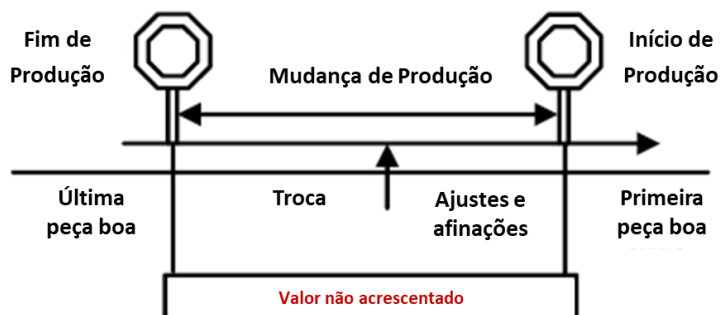 Fim de
Produção
Mudança de Produção
Início de
Produção
Última
peça boa
Troca
Ajustes e
afinações
Primeira
peça boa
Valor não acrescentado